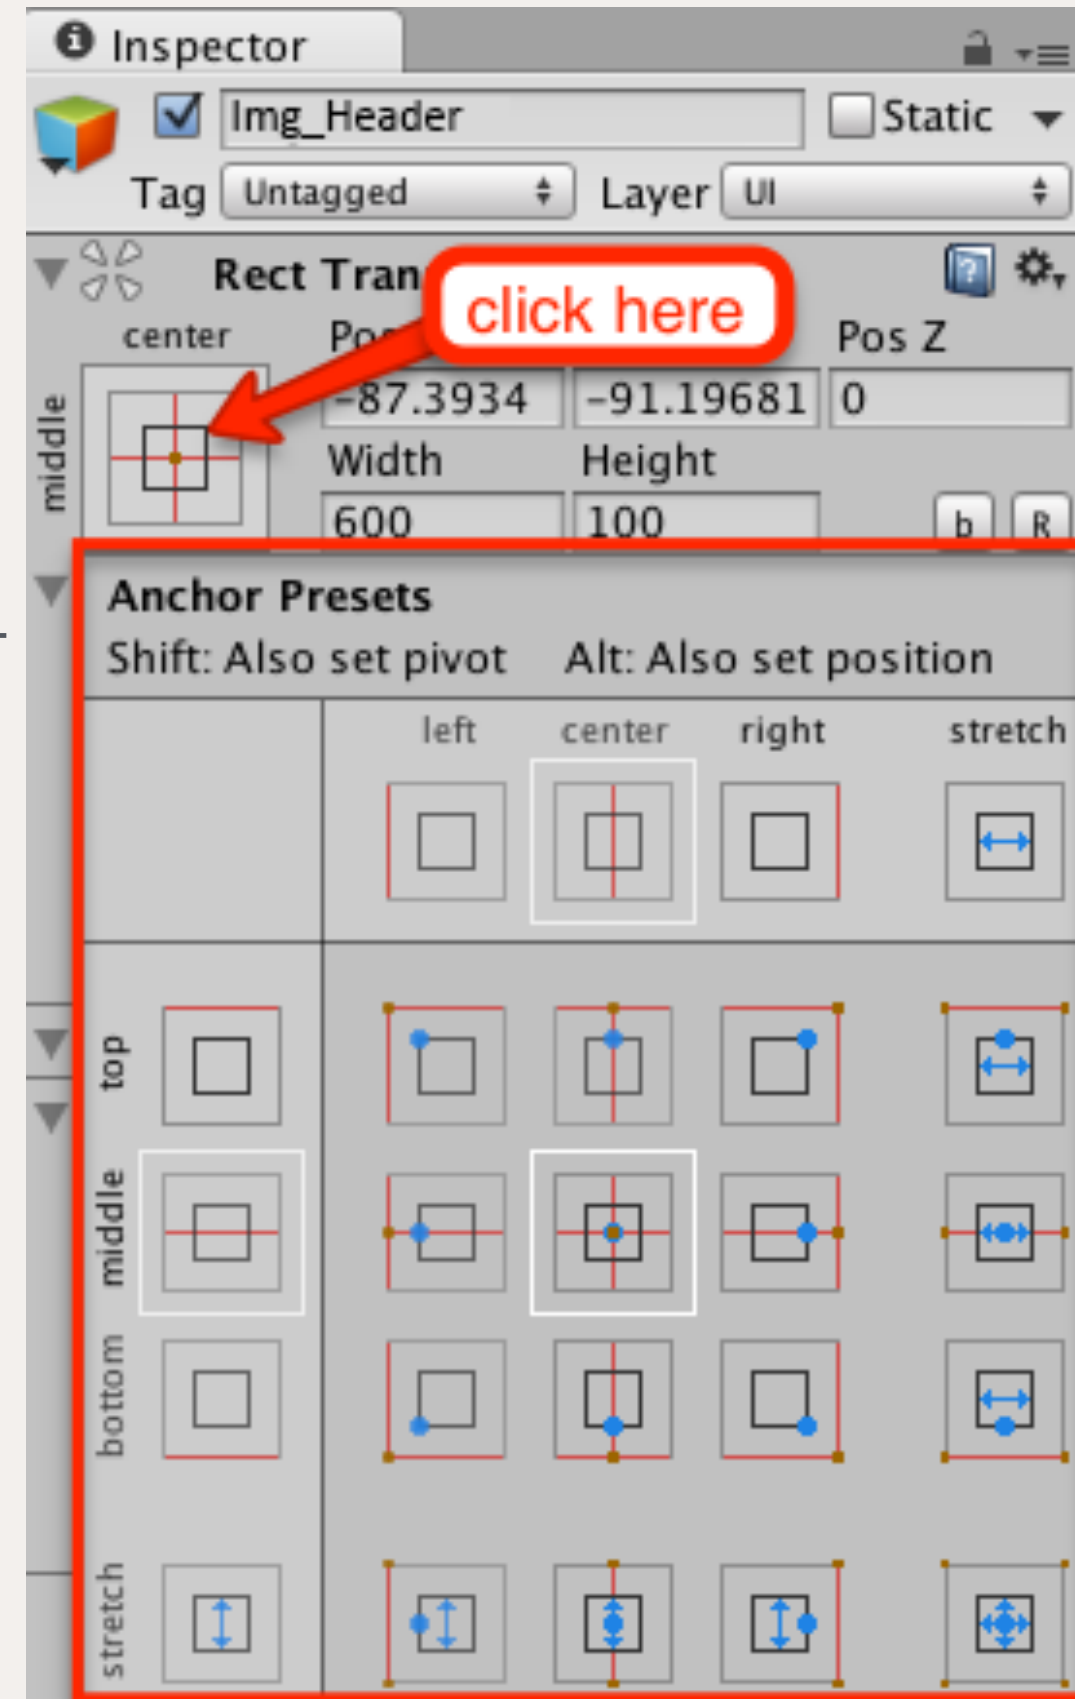 Inspector
Img_Header
Static
Tag Untagged Layer UI
Rect Tran
click here
center
Pos Z
middle
-87.3934 -91.19681 0
Width Height
600 100 b R
Anchor Presets
Shift: Also set pivot Alt: Also set position
left center right stretch
top
middle
bottom
stretch